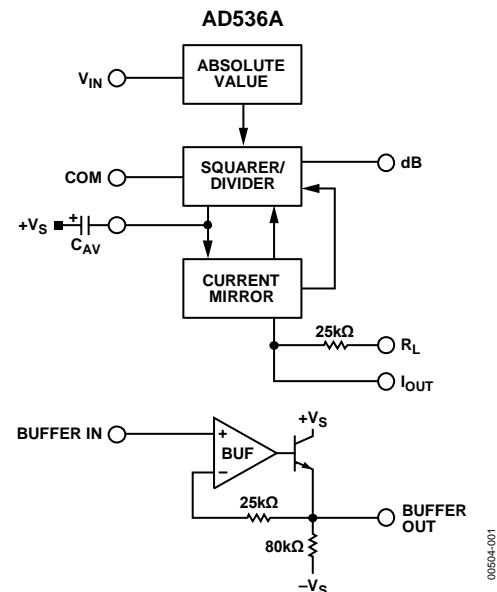 AD536A
ABSOLUTE
VALUE
VIN
SQUARER/
DIVIDER
dB
COM
+VS
+
CAV
CURRENT
MIRROR
25kΩ
RL
IOUT
+VS
BUFFER IN
+
BUF
−
25kΩ
BUFFER
OUT
80kΩ
−VS
00504-001